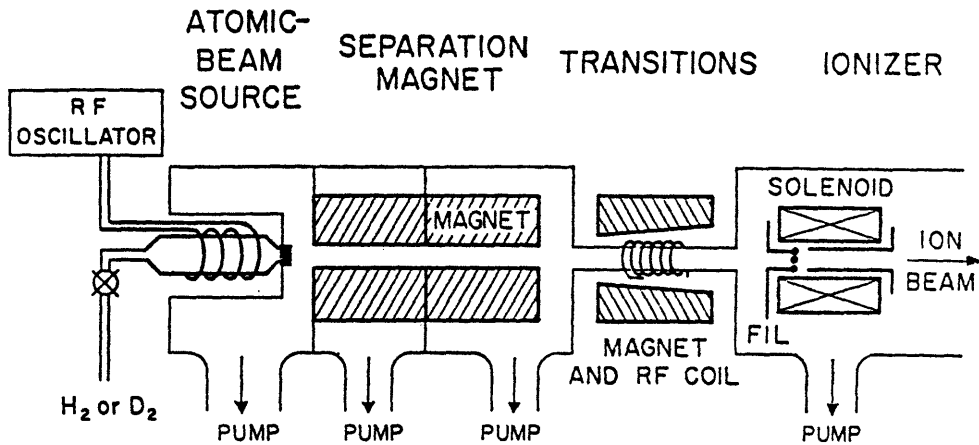 ATOMIC-
BEAM
SOURCE
SEPARATION
MAGNET
TRANSITIONS
IONIZER
RF
OSCILLATOR
MAGNET
SOLENOID
ION
BEAM
FIL
MAGNET
AND RF COIL
H₂ or D₂
PUMP
PUMP
PUMP
PUMP